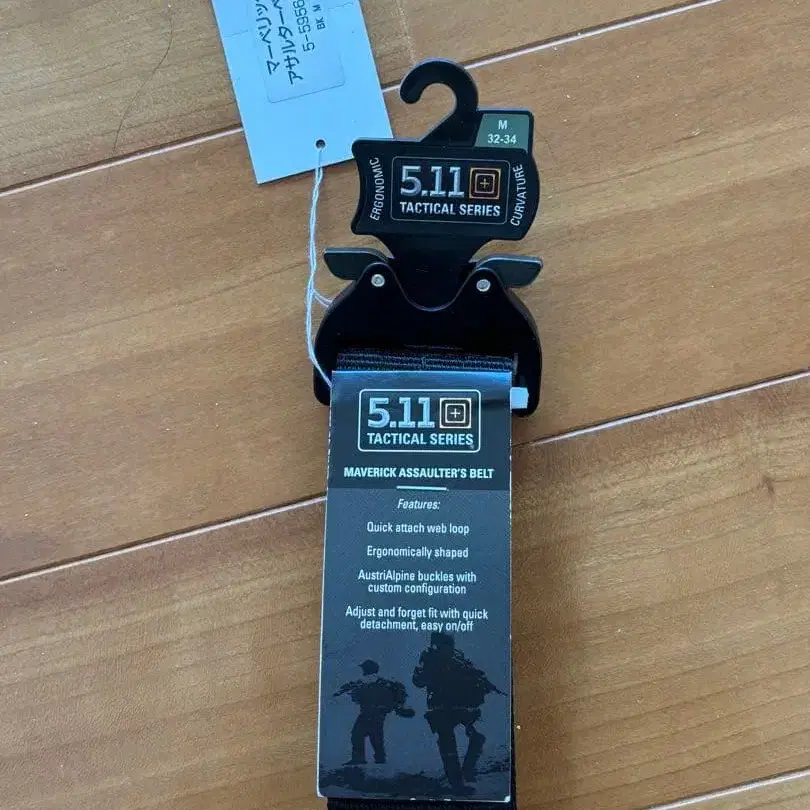 マーベリッ
アサルターベ
5-5956
BK M
M
32-34
ERGONOMIC
5.11
TACTICAL SERIES
CURVATURE
5.11
TACTICAL SERIES
MAVERICK ASSAULTER'S BELT
Features:
Quick attach web loop
Ergonomically shaped
AustriAlpine buckles with
custom configuration
Adjust and forget fit with quick
detachment, easy on/off